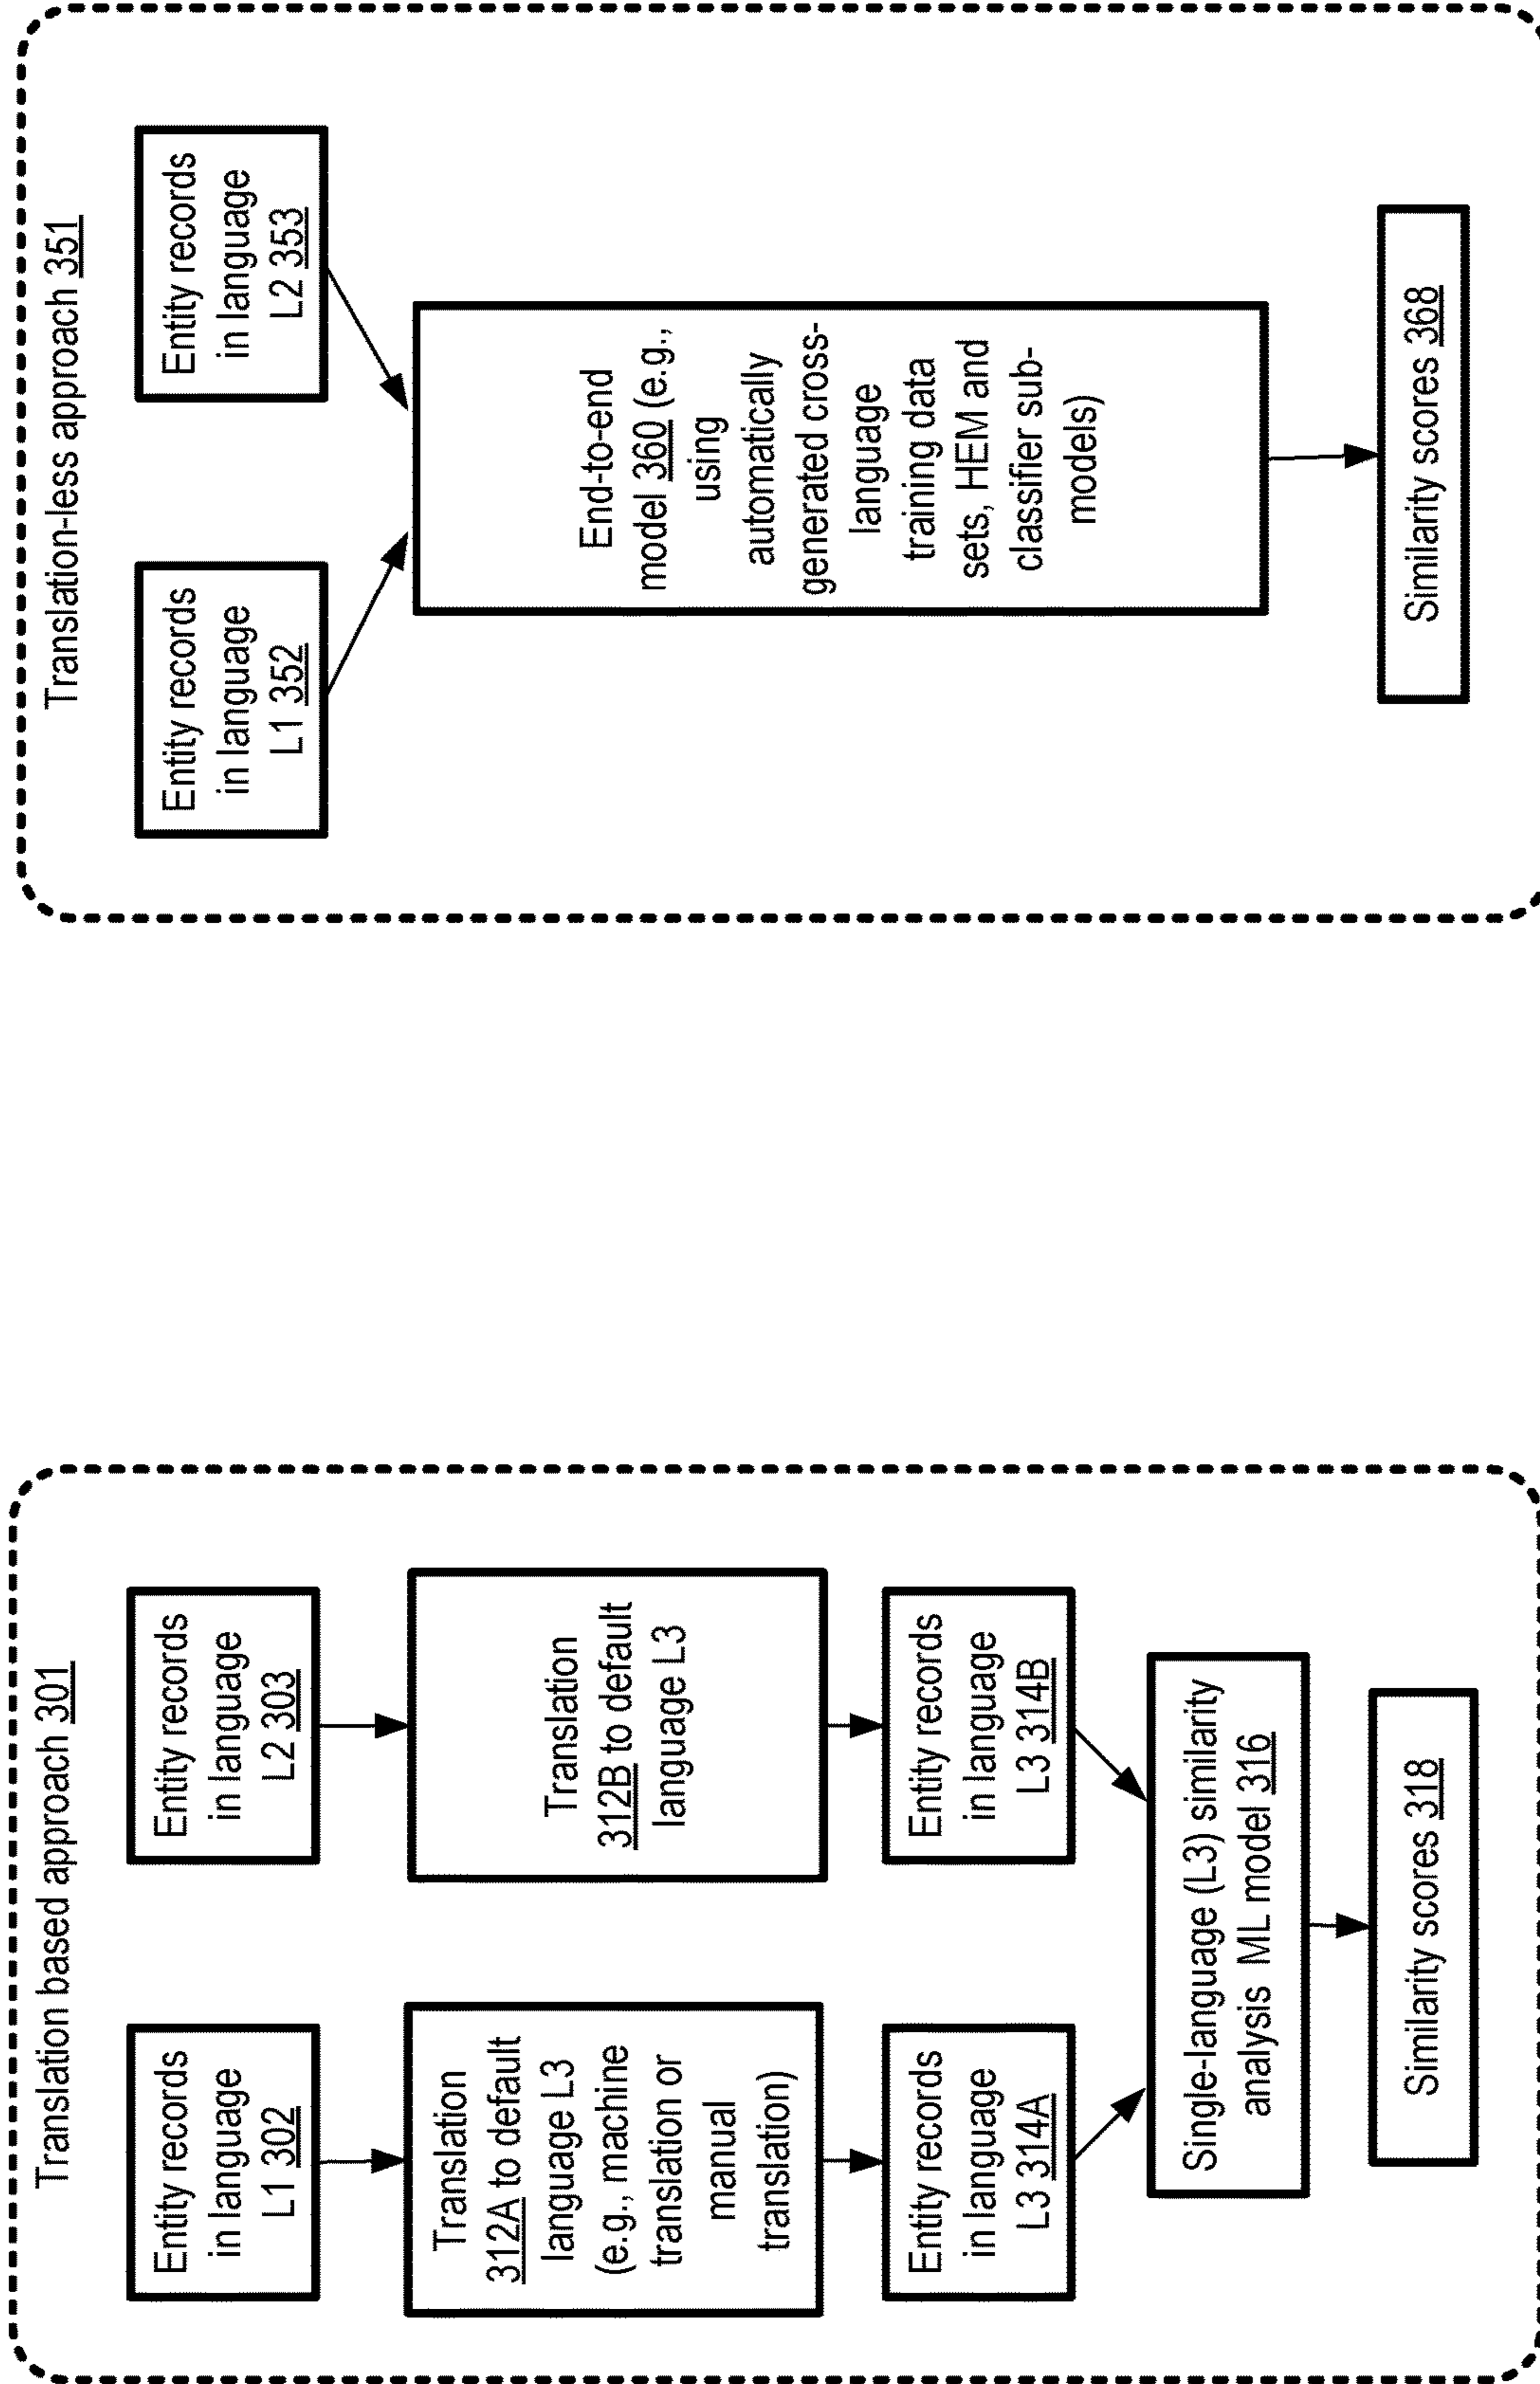 Translation based approach 301
Entity records
in language
L1 302
Entity records
in language
L2 303
Translation
312A to default
language L3
(e.g., machine
translation or
manual
translation)
Translation
312B to default
language L3
Entity records
in language
L3 314A
Entity records
in language
L3 314B
Single-language (L3) similarity
analysis  ML model 316
Similarity scores 318
Translation-less approach 351
Entity records
in language
L1 352
Entity records
in language
L2 353
End-to-end
model 360 (e.g.,
using
automatically
generated cross-
language
training data
sets, HEM and
classifier sub-
models)
Similarity scores 368